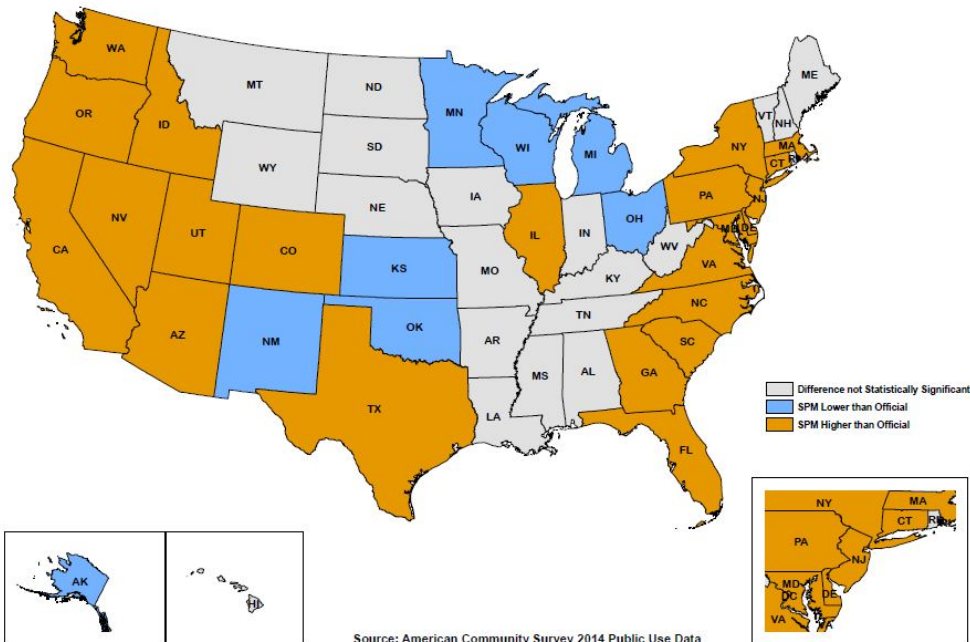 WA
MT
ND
MN
ME
OR
ID
SD
WI
MI
VT
NH
NY
MA
CT
WY
IA
PA
NJ
NE
NV
UT
CO
IL
IN
OH
MD
DE
WV
VA
CA
KS
MO
KY
AZ
NM
OK
AR
TN
NC
SC
TX
MS
AL
GA
LA
FL
Difference not Statistically Significant
SPM Lower than Official
SPM Higher than Official
AK
HI
NY
MA
CT
RI
PA
NJ
MD
DC
DE
VA
VA
Source: American Community Survey 2014 Public Use Data